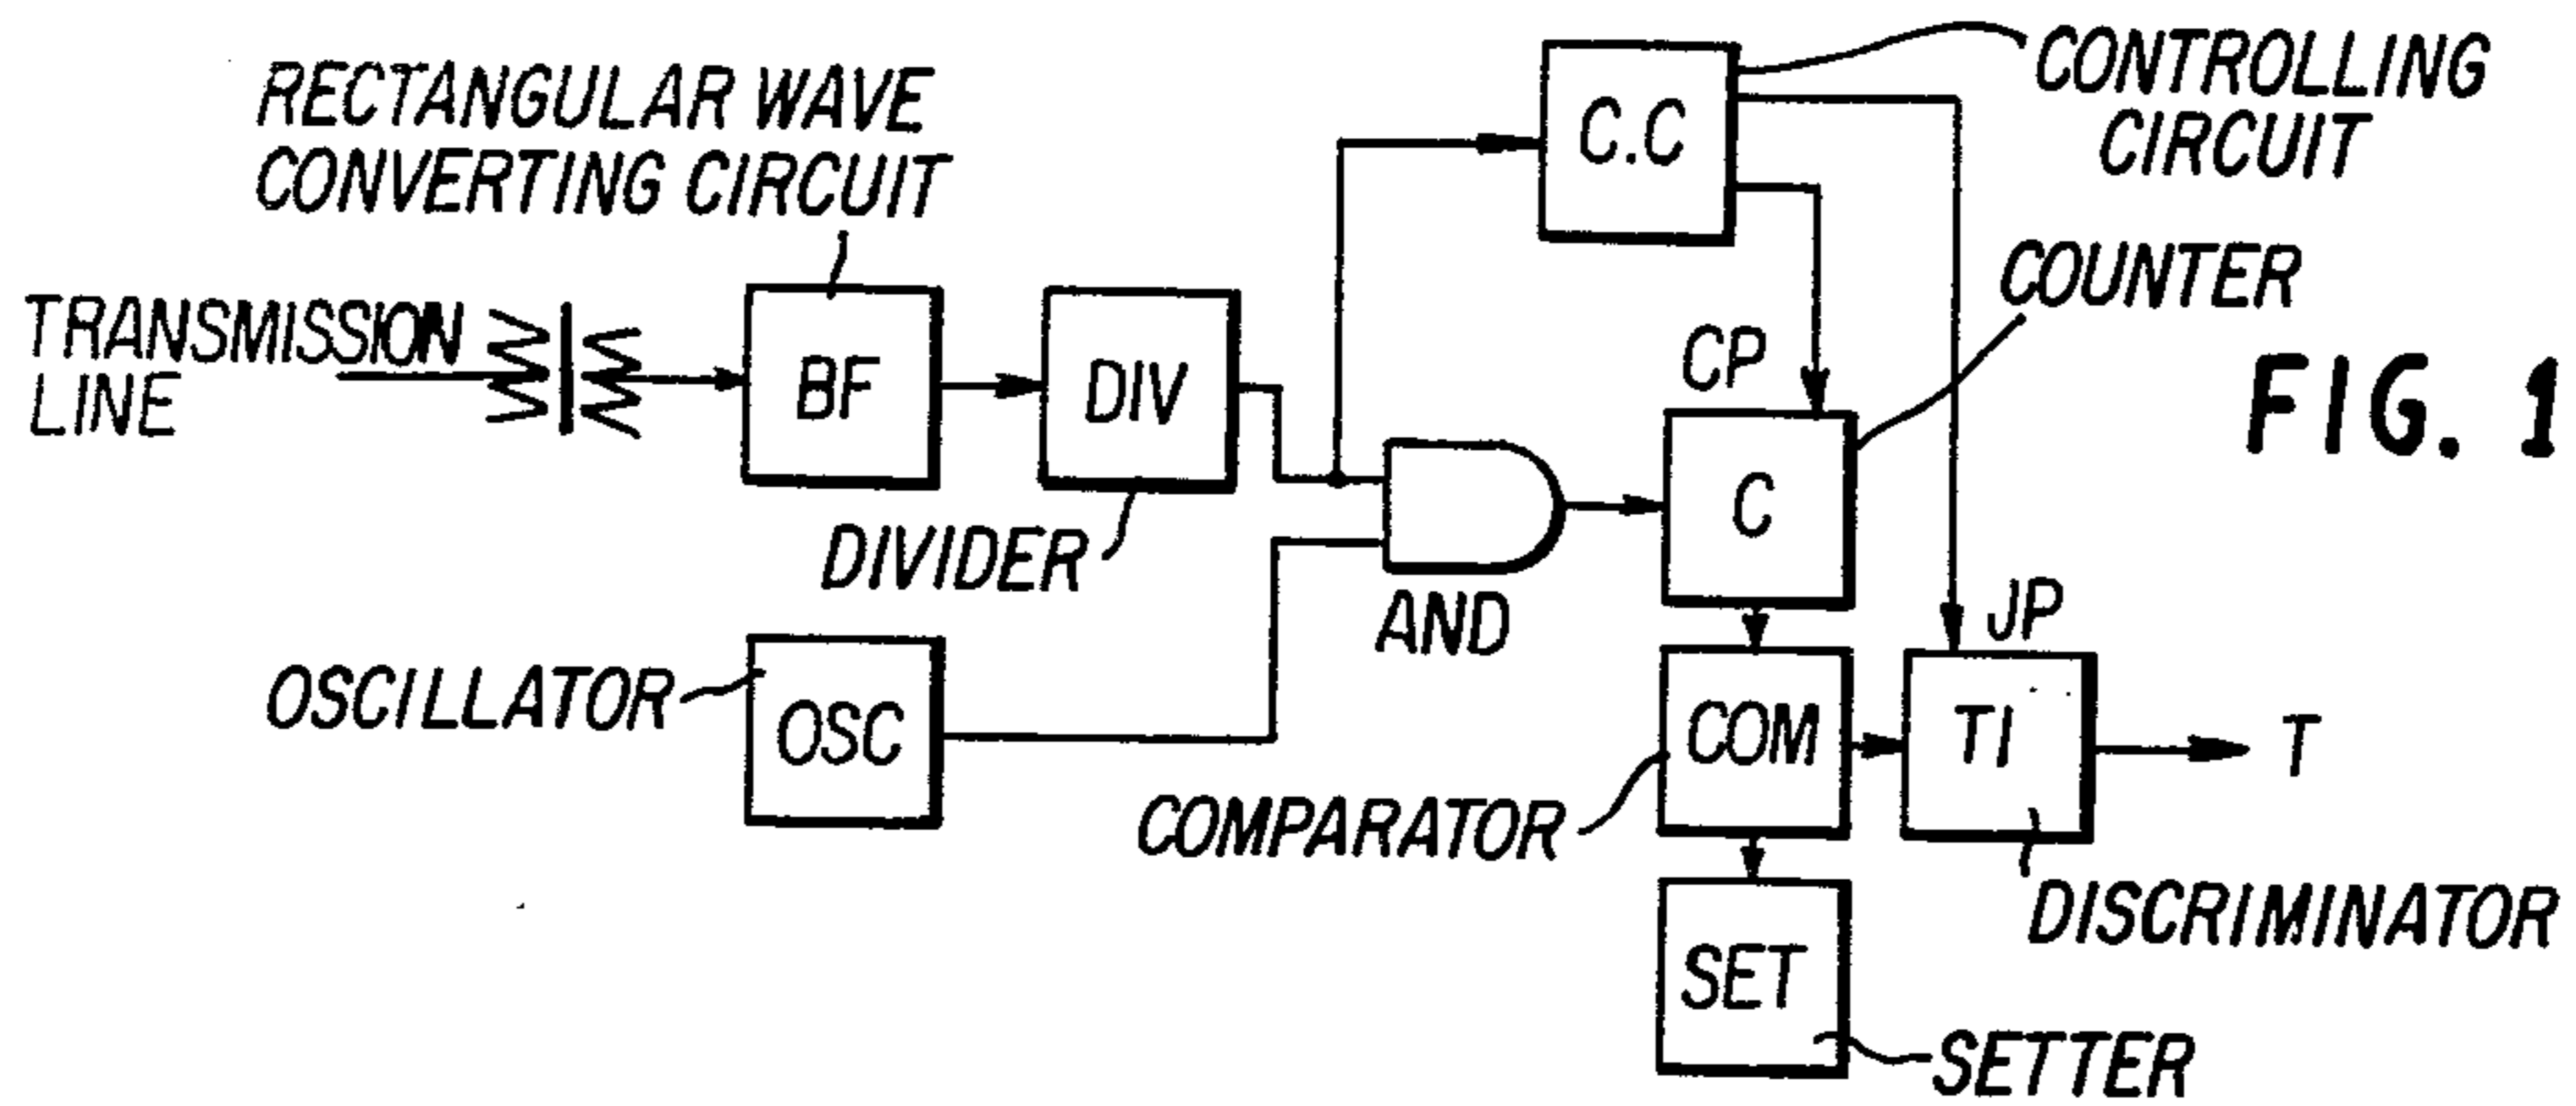 RECTANGULAR WAVE
CONVERTING CIRCUIT
CONTROLLING
CIRCUIT
C.C
COUNTER
TRANSMISSION
LINE
BF
DIV
CP
C
FIG. 1
DIVIDER
AND
JP
OSCILLATOR
OSC
COM
TI
T
COMPARATOR
DISCRIMINATOR
SET
SETTER